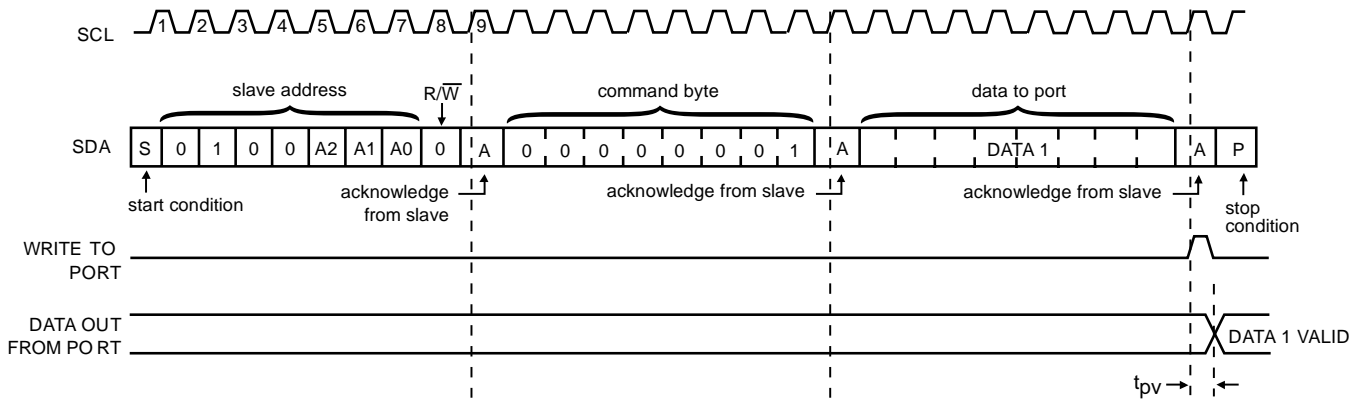 SCL 1 2 3 4 5 6 7 8 9
slave address R/W̅ command byte data to port
SDA S 0 1 0 0 A2 A1 A0 0 A 0 0 0 0 0 0 0 1 A DATA 1 A P
start condition
acknowledge
from slave
acknowledge from slave
acknowledge from slave
stop
condition
WRITE TO
PORT
DATA OUT
FROM PORT
DATA 1 VALID
tpv